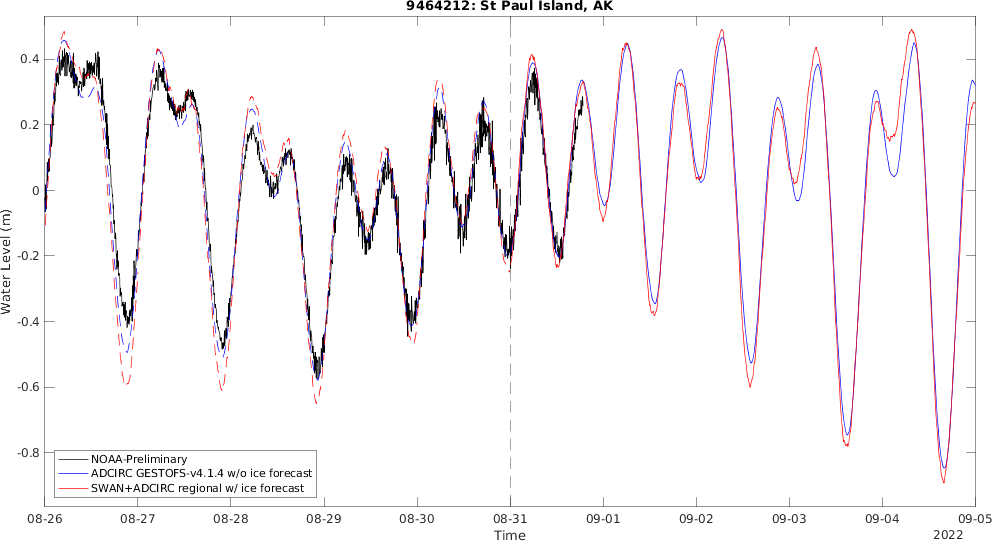 9464212: St Paul Island, AK
Water Level (m)
0.4
0.2
0
-0.2
-0.4
-0.6
-0.8
NOAA-Preliminary
ADCIRC GESTOFS-v4.1.4 w/o ice forecast
SWAN+ADCIRC regional w/ ice forecast
08-26 08-27 08-28 08-29 08-30 08-31 09-01 09-02 09-03 09-04 09-05
Time
2022